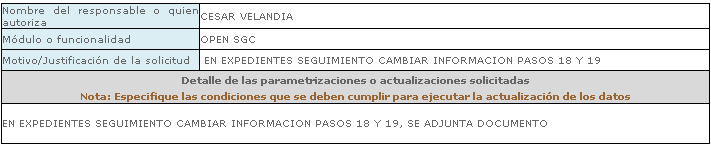 Nombre del responsable o quien
autoriza
CESAR VELANDIA
Módulo o funcionalidad
OPEN SGC
Motivo/Justificación de la solicitud
EN EXPEDIENTES SEGUIMIENTO CAMBIAR INFORMACION PASOS 18 Y 19
Detalle de las parametrizaciones o actualizaciones solicitadas
Nota: Especifique las condiciones que se deben cumplir para ejecutar la actualización de los datos
EN EXPEDIENTES SEGUIMIENTO CAMBIAR INFORMACION PASOS 18 Y 19, SE ADJUNTA DOCUMENTO